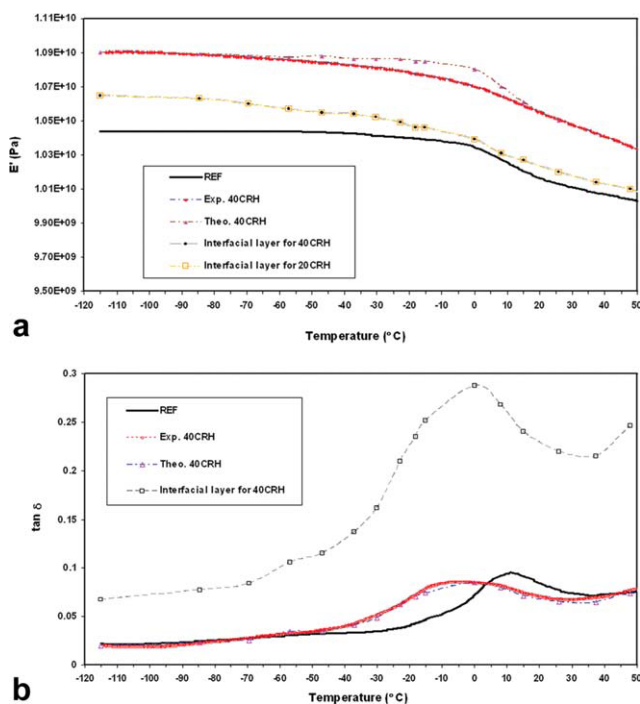 1.11E+10
1.09E+10
1.07E+10
1.05E+10
1.03E+10
1.01E+10
9.90E+09
9.70E+09
9.50E+09
E' (Pa)
REF
Exp. 40CRH
Theo. 40CRH
Interfacial layer for 40CRH
Interfacial layer for 20CRH
-120 -110 -100 -90 -80 -70 -60 -50 -40 -30 -20 -10 0 10 20 30 40 50
Temperature (°C)
a
0.3
0.25
0.2
0.15
0.1
0.05
0
tan δ
REF
Exp. 40CRH
Theo. 40CRH
Interfacial layer for 40CRH
-120 -110 -100 -90 -80 -70 -60 -50 -40 -30 -20 -10 0 10 20 30 40 50
Temperature (°C)
b